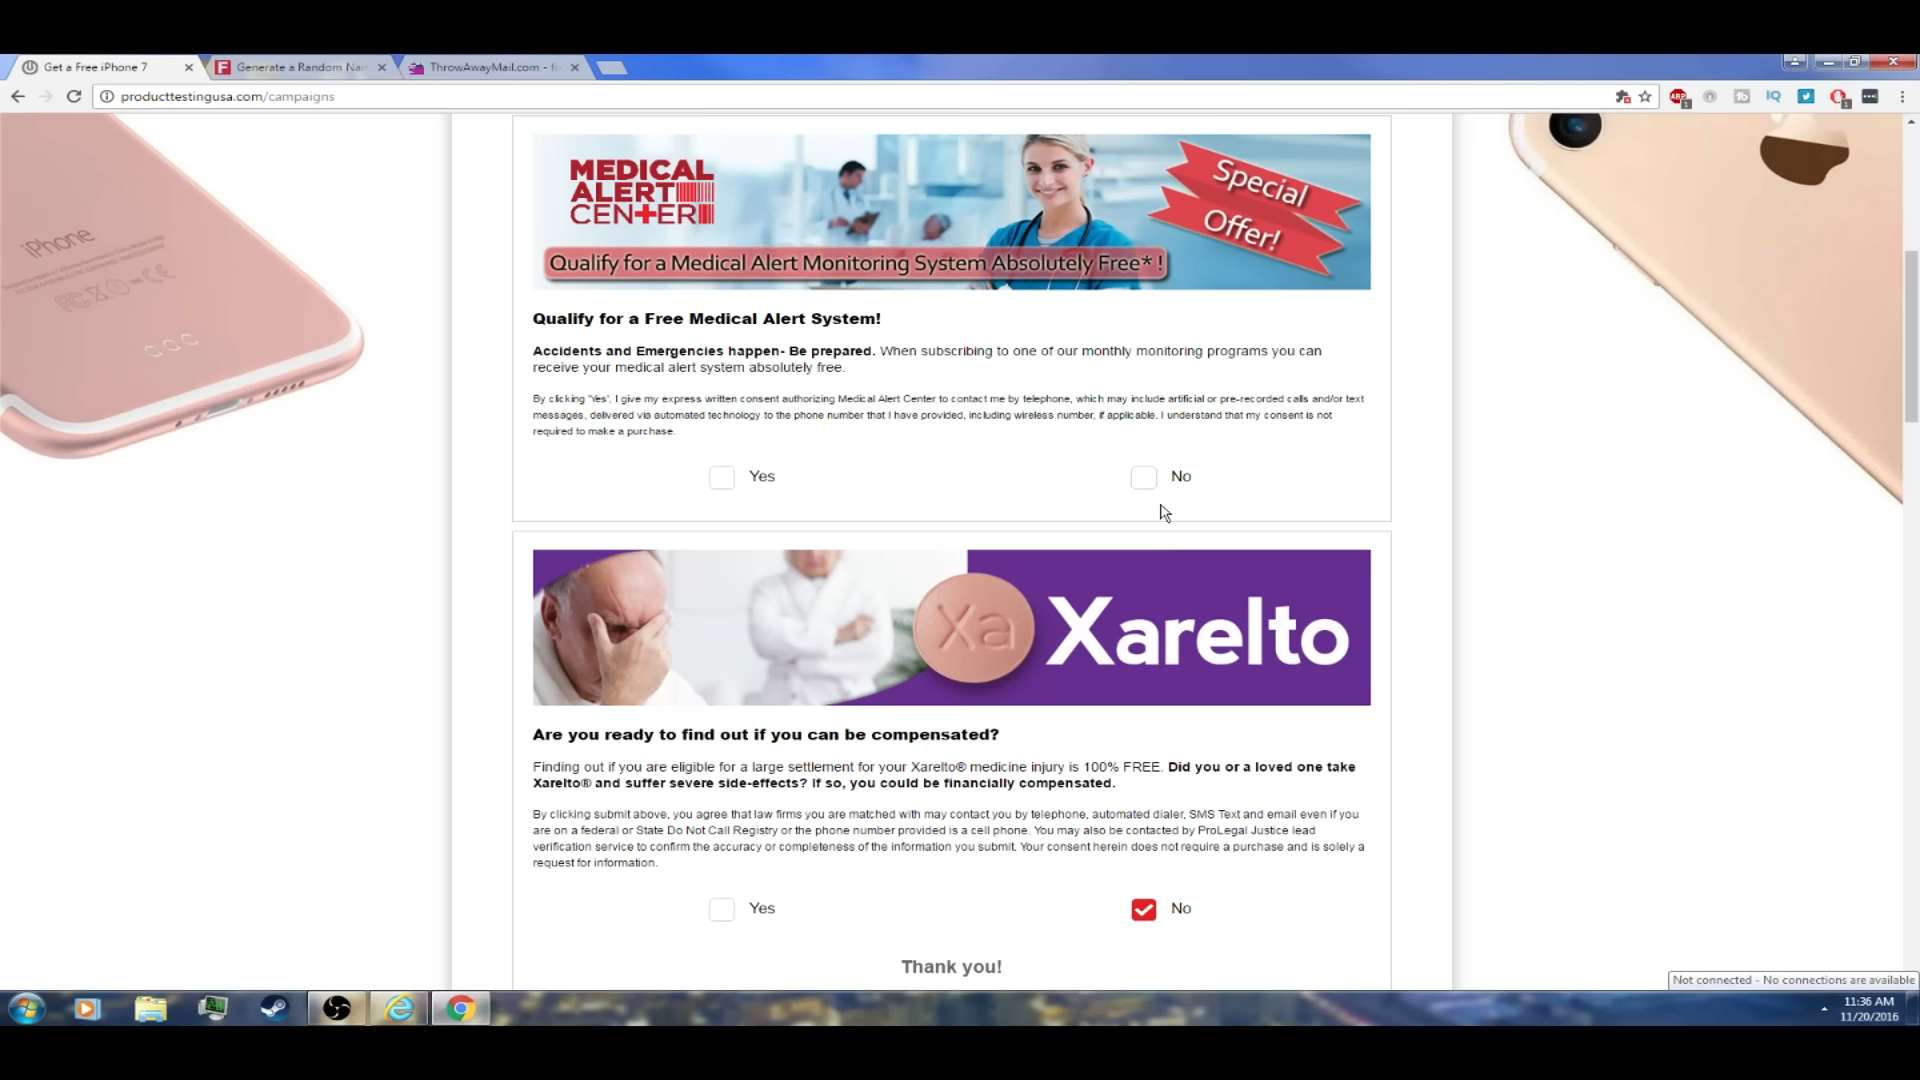 Get a Free iPhone 7
Generate a Random Nam
ThrowAwayMail.com - fr
producttestingusa.com/campaigns
iPhone
MEDICAL
ALERT
CENTER
Special
Offer!
Qualify for a Medical Alert Monitoring System Absolutely Free* !
Qualify for a Free Medical Alert System!
Accidents and Emergencies happen- Be prepared. When subscribing to one of our monthly monitoring programs you can
receive your medical alert system absolutely free.
By clicking 'Yes', I give my express written consent authorizing Medical Alert Center to contact me by telephone, which may include artificial or pre-recorded calls and/or text
messages, delivered via automated technology to the phone number that I have provided, including wireless number, if applicable. I understand that my consent is not
required to make a purchase.
Yes
No
Xa
Xarelto
Are you ready to find out if you can be compensated?
Finding out if you are eligible for a large settlement for your Xarelto® medicine injury is 100% FREE. Did you or a loved one take
Xarelto® and suffer severe side-effects? If so, you could be financially compensated.
By clicking submit above, you agree that law firms you are matched with may contact you by telephone, automated dialer, SMS Text and email even if you
are on a federal or State Do Not Call Registry or the phone number provided is a cell phone. You may also be contacted by ProLegal Justice lead
verification service to confirm the accuracy or completeness of the information you submit. Your consent herein does not require a purchase and is solely a
request for information.
Yes
No
Thank you!
Not connected - No connections are available
11:36 AM
11/20/2016